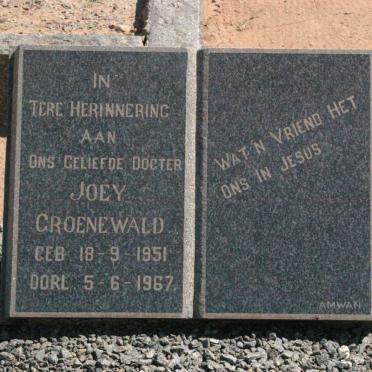 IN
TERE HERINNERING
AAN
ONS GELIEFDE DOGTER
JOEY
GROENEWALD
GEB 18-9-1951
OORL. 5-6-1967
WAT 'N VRIEND HET
ONS IN JESUS
AMWAN